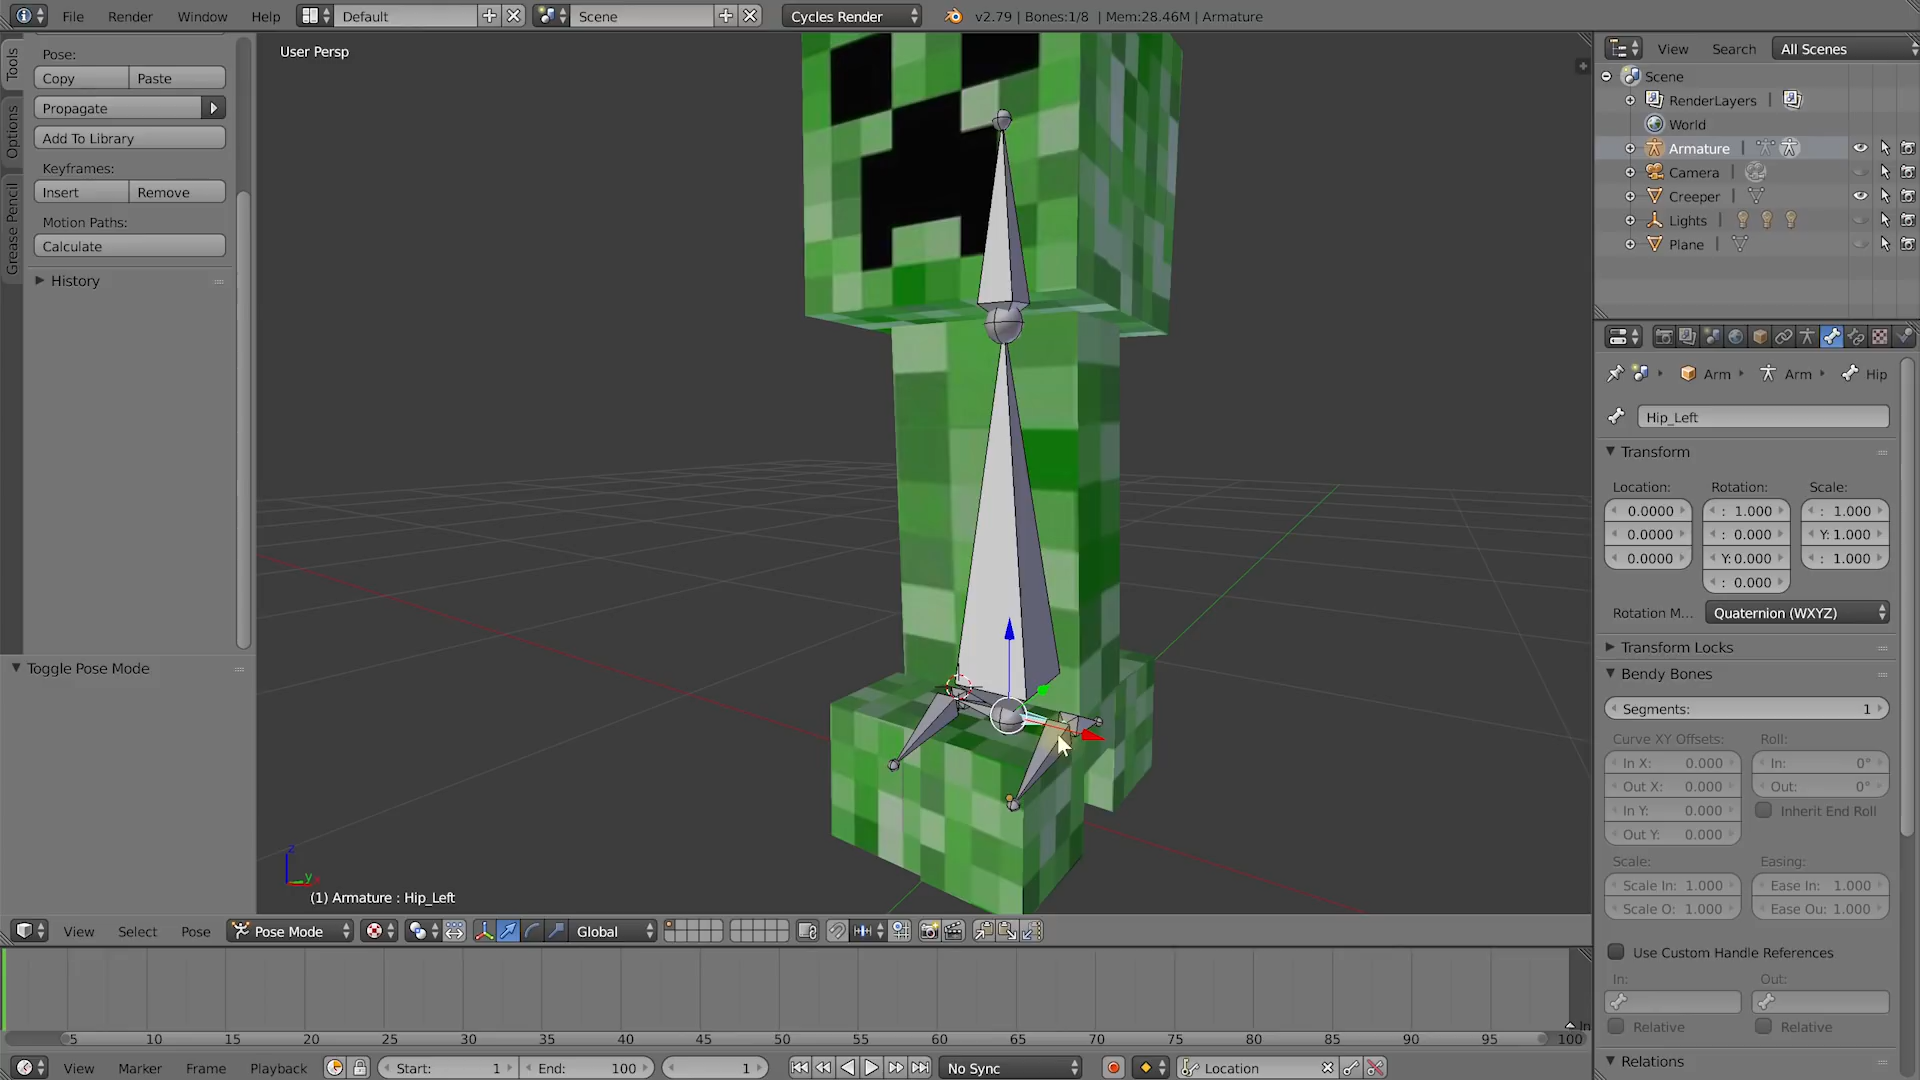 File Render Window Help Default Scene Cycles Render v2.79 | Bones:1/8 | Mem:28.46M | Armature
Tools
Options
Grease Pencil
Pose:
Copy Paste
Propagate
Add To Library
Keyframes:
Insert Remove
Motion Paths:
Calculate
History
Toggle Pose Mode
User Persp
z
y
(1) Armature : Hip_Left
View Select Pose Pose Mode Global
View Search All Scenes
Scene
RenderLayers |
World
Armature |
Camera |
Creeper |
Lights |
Plane |
Arm Arm Hip
Hip_Left
Transform
Location: Rotation: Scale:
0.0000 : 1.000 : 1.000
0.0000 : 0.000 Y: 1.000
0.0000 Y: 0.000 : 1.000
: 0.000
Rotation M... Quaternion (WXYZ)
Transform Locks
Bendy Bones
Segments: 1
Curve XY Offsets: Roll:
In X: 0.000 In: 0°
Out X: 0.000 Out: 0°
In Y: 0.000 Inherit End Roll
Out Y: 0.000
Scale: Easing:
Scale In: 1.000 Ease In: 1.000
Scale O: 1.000 Ease Ou: 1.000
Use Custom Handle References
In: Out:
Relative Relative
Relations
5 10 15 20 25 30 35 40 45 50 55 60 65 70 75 80 85 90 95 100
View Marker Frame Playback Start: 1 End: 100 1 No Sync Location